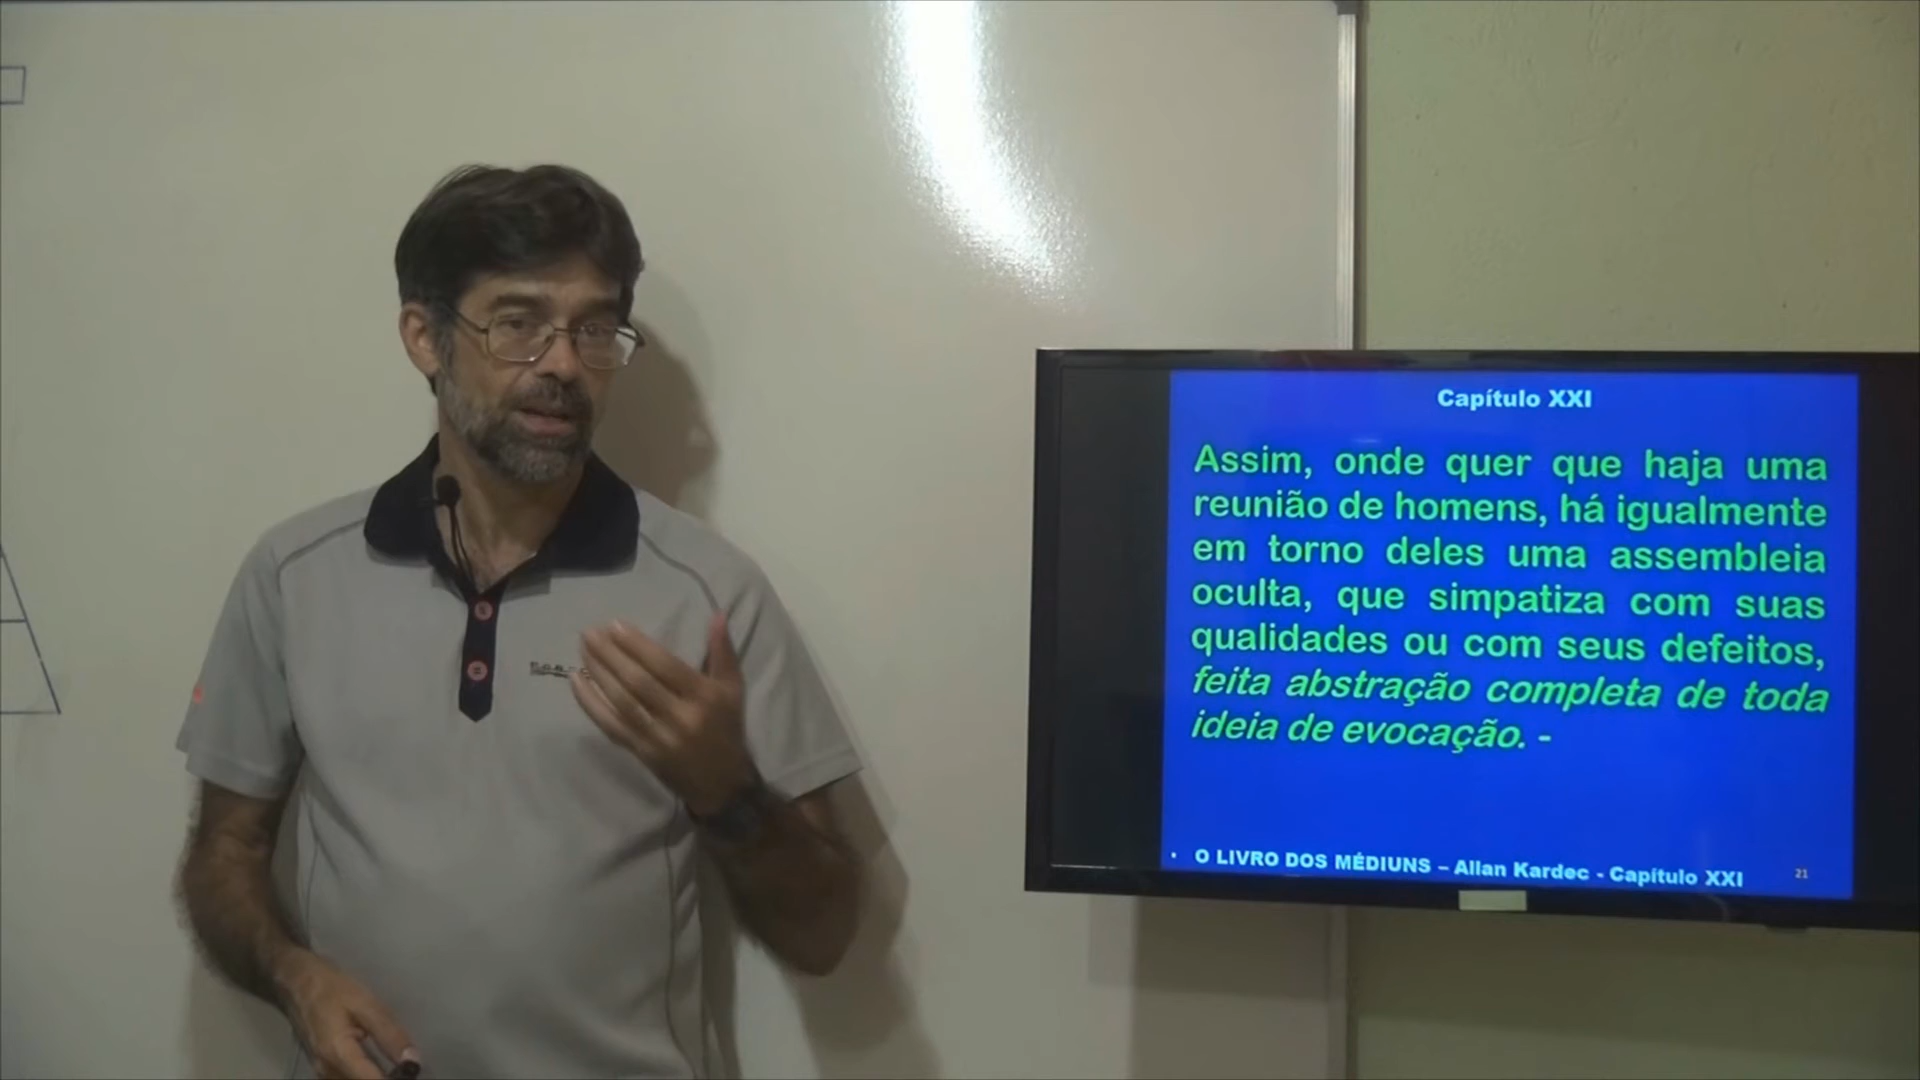 Capítulo XXI
Assim, onde quer que haja uma
reunião de homens, há igualmente
em torno deles uma assembleia
oculta, que simpatiza com suas
qualidades ou com seus defeitos,
feita abstração completa de toda
ideia de evocação. -
• O LIVRO DOS MÉDIUNS – Allan Kardec - Capítulo XXI
21